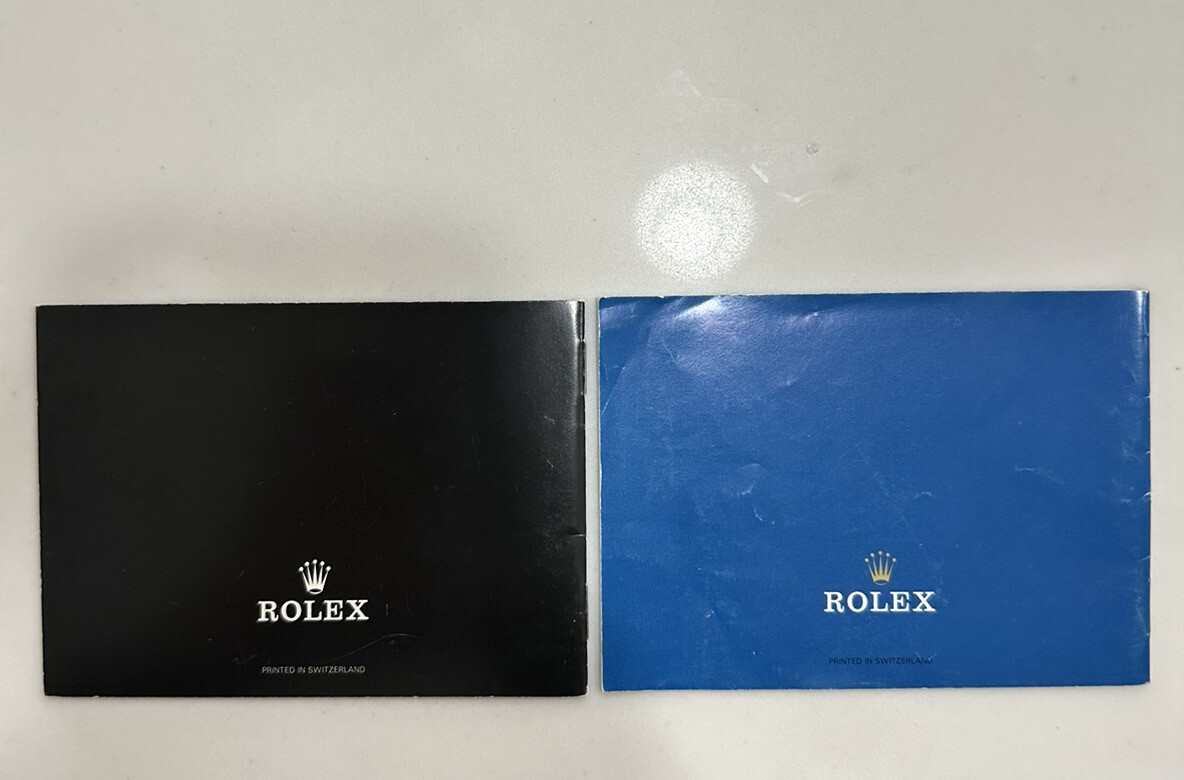 ROLEX
PRINTED IN SWITZERLAND
ROLEX
PRINTED IN SWITZERLAND